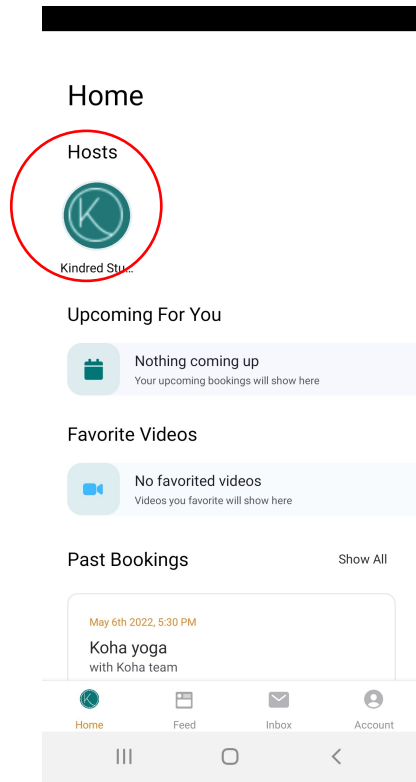 Home
Hosts
K
Kindred Stu...
Upcoming For You
Nothing coming up
Your upcoming bookings will show here
Favorite Videos
No favorited videos
Videos you favorite will show here
Past Bookings Show All
May 6th 2022, 5:30 PM
Koha yoga
with Koha team
K
Home Feed Inbox Account